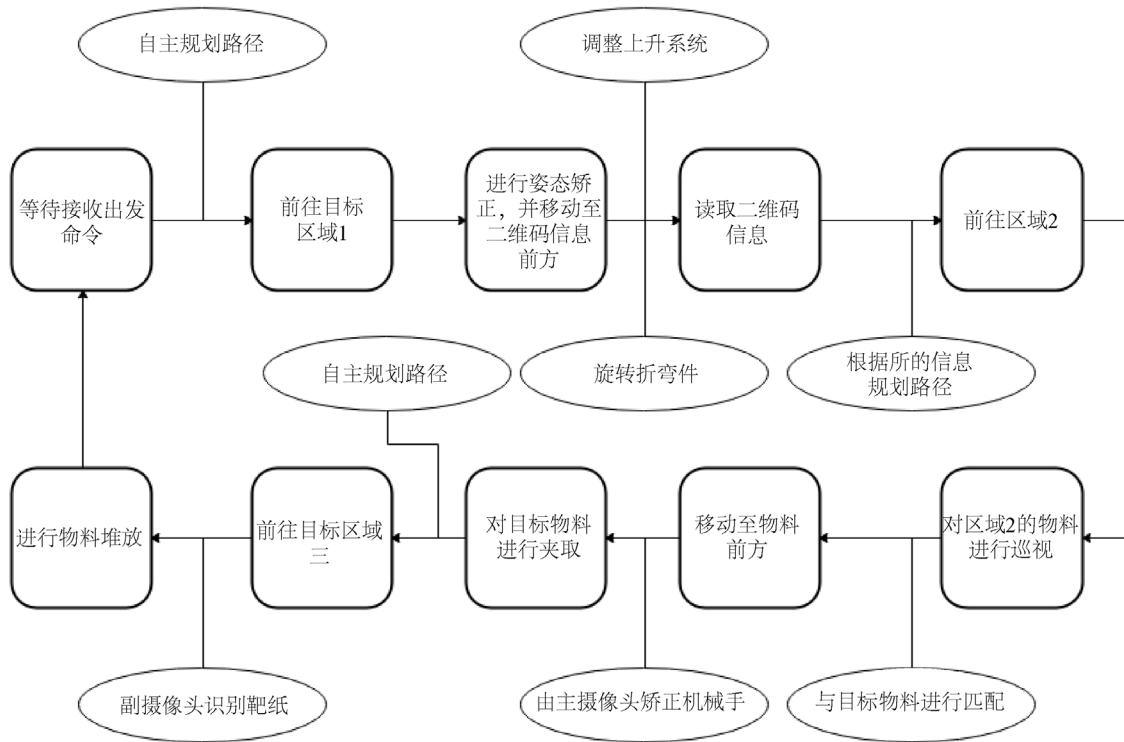 自主规划路径
调整上升系统
等待接收出发
命令
前往目标
区域1
进行姿态矫
正，并移动至
二维码信息
前方
读取二维码
信息
前往区域2
自主规划路径
旋转折弯件
根据所的信息
规划路径
进行物料堆放
前往目标区域
三
对目标物料
进行夹取
移动至物料
前方
对区域2的物料
进行巡视
副摄像头识别靶纸
由主摄像头矫正机械手
与目标物料进行匹配